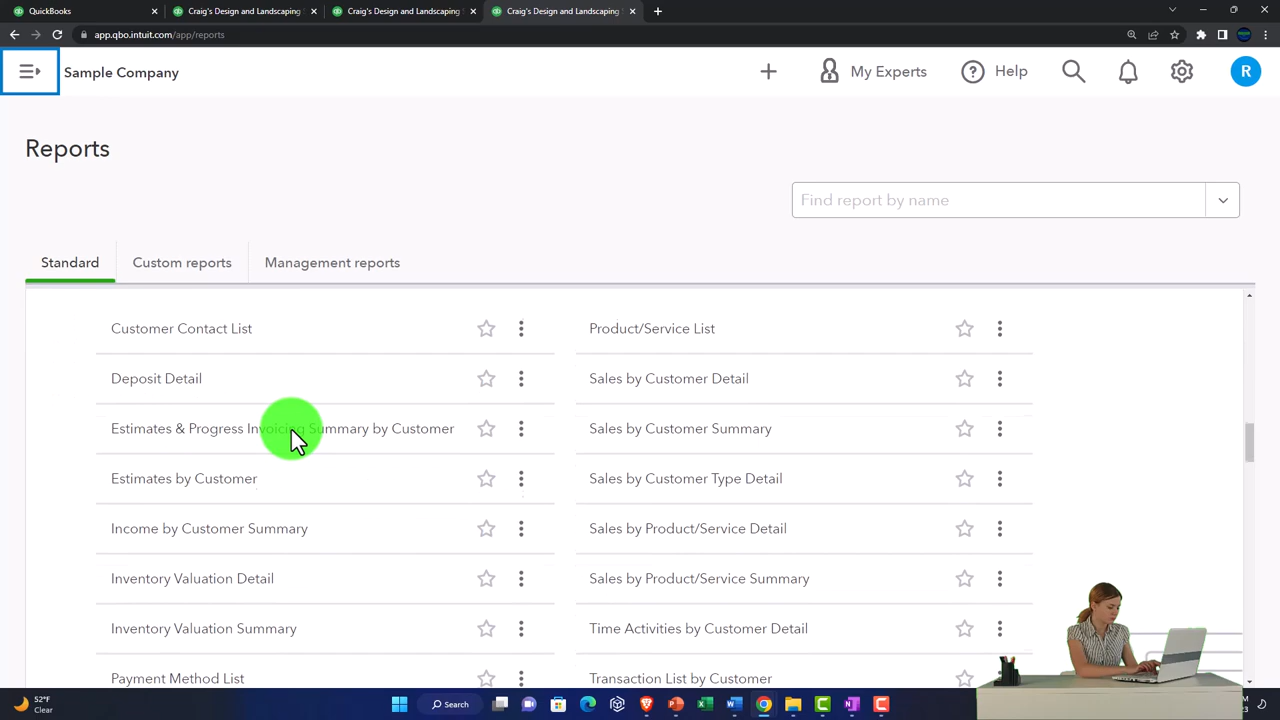 QuickBooks
Craig's Design and Landscaping
Craig's Design and Landscaping
Craig's Design and Landscaping
app.qbo.intuit.com/app/reports
Sample Company
My Experts
Help
R
Reports
Find report by name
Standard
Custom reports
Management reports
Customer Contact List
Product/Service List
Deposit Detail
Sales by Customer Detail
Estimates & Progress Invoicing Summary by Customer
Sales by Customer Summary
Estimates by Customer
Sales by Customer Type Detail
Income by Customer Summary
Sales by Product/Service Detail
Inventory Valuation Detail
Sales by Product/Service Summary
Inventory Valuation Summary
Time Activities by Customer Detail
Payment Method List
Transaction List by Customer
52°F
Clear
Search